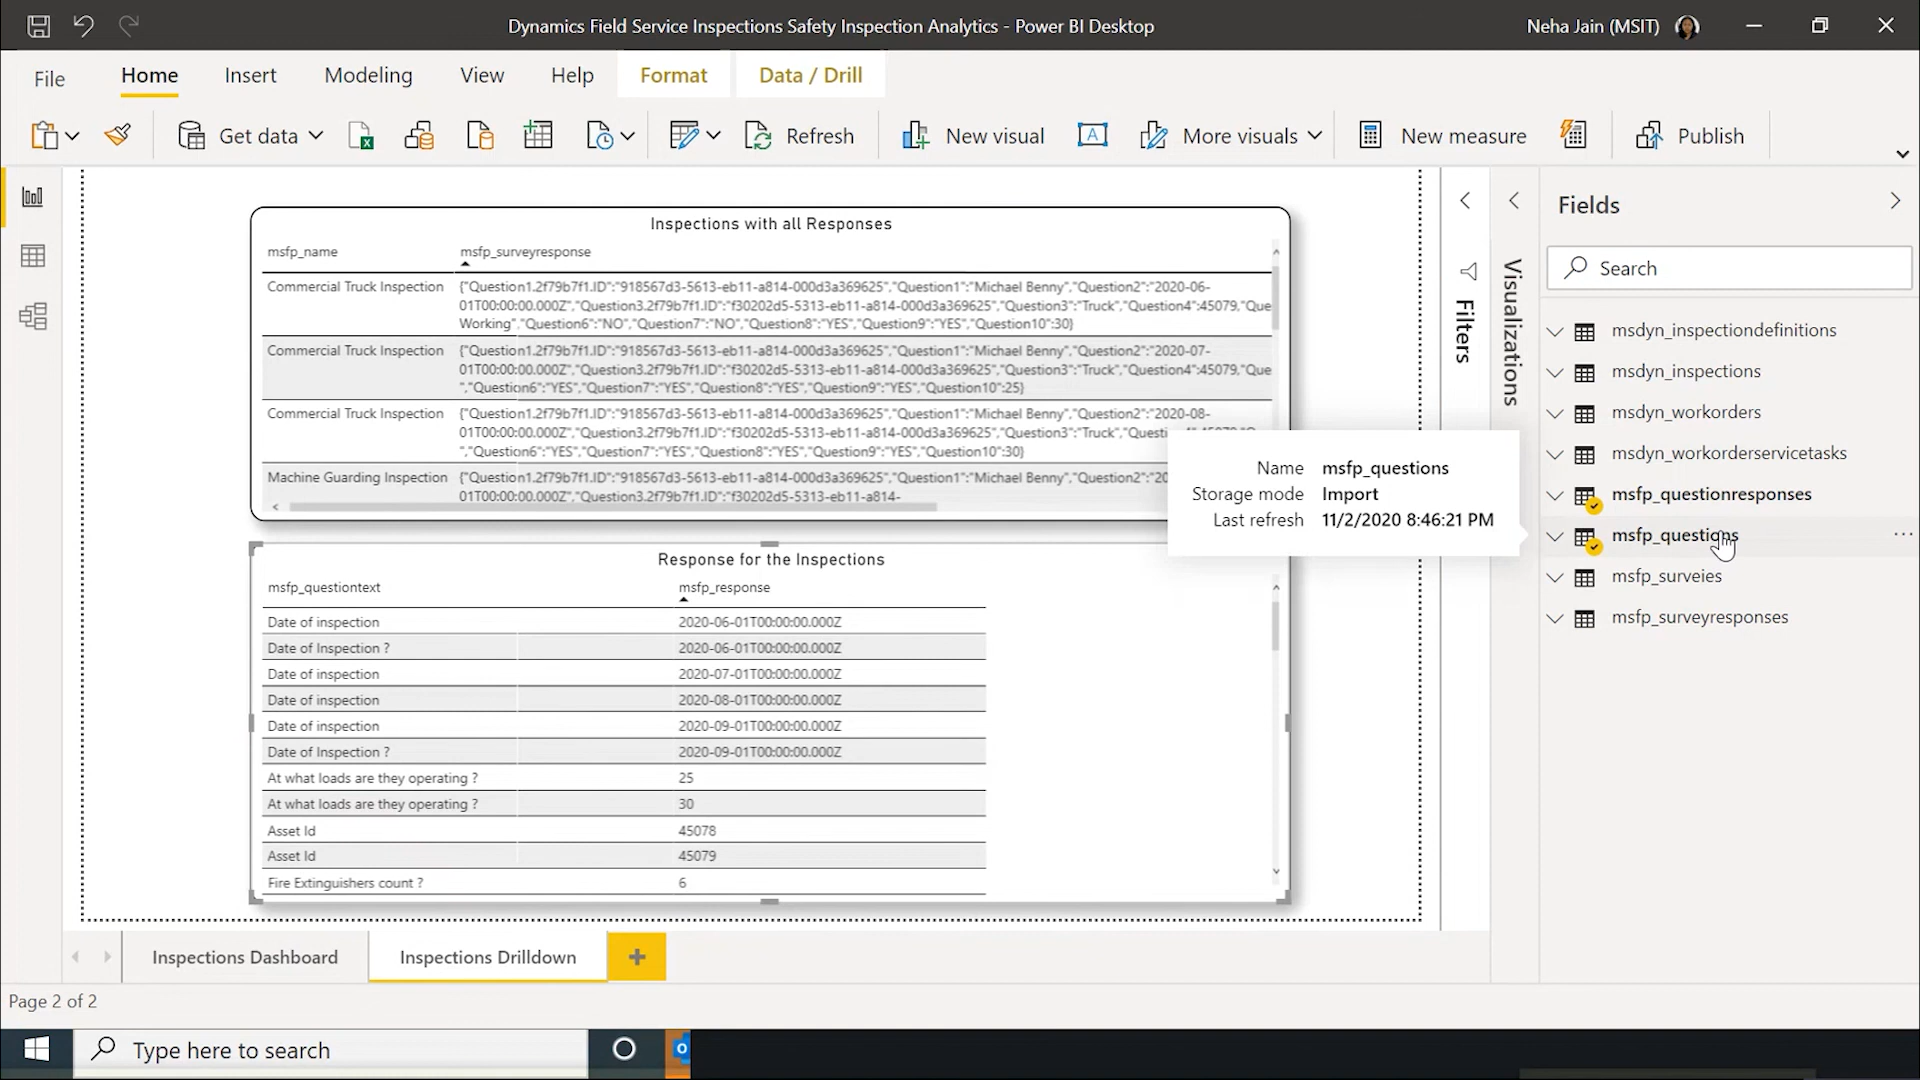 Dynamics Field Service Inspections Safety Inspection Analytics - Power BI Desktop
Neha Jain (MSIT)
File Home Insert Modeling View Help Format Data / Drill
Get data Refresh New visual More visuals New measure Publish
Inspections with all Responses
msfp_name msfp_surveyresponse
Commercial Truck Inspection {"Question1.2f79b7f1.ID":"918567d3-5613-eb11-a814-000d3a369625","Question1":"Michael Benny","Question2":"2020-06-
01T00:00:00.000Z","Question3.2f79b7f1.ID":"f30202d5-5313-eb11-a814-000d3a369625","Question3":"Truck","Question4":45079,"Que
Working","Question6":"NO","Question7":"NO","Question8":"YES","Question9":"YES","Question10":30}
Commercial Truck Inspection {"Question1.2f79b7f1.ID":"918567d3-5613-eb11-a814-000d3a369625","Question1":"Michael Benny","Question2":"2020-07-
01T00:00:00.000Z","Question3.2f79b7f1.ID":"f30202d5-5313-eb11-a814-000d3a369625","Question3":"Truck","Question4":45079,"Que
","Question6":"YES","Question7":"YES","Question8":"YES","Question9":"YES","Question10":25}
Commercial Truck Inspection {"Question1.2f79b7f1.ID":"918567d3-5613-eb11-a814-000d3a369625","Question1":"Michael Benny","Question2":"2020-08-
01T00:00:00.000Z","Question3.2f79b7f1.ID":"f30202d5-5313-eb11-a814-000d3a369625","Question3":"Truck","Quest
","Question6":"YES","Question7":"YES","Question8":"YES","Question9":"YES","Question10":30}
Machine Guarding Inspection {"Question1.2f79b7f1.ID":"918567d3-5613-eb11-a814-000d3a369625","Question1":"Michael Benny","Question2":"20
01T00:00:00.000Z","Question3.2f79b7f1.ID":"f30202d5-5313-eb11-a814-
Response for the Inspections
msfp_questiontext msfp_response
Date of inspection 2020-06-01T00:00:00.000Z
Date of Inspection ? 2020-06-01T00:00:00.000Z
Date of inspection 2020-07-01T00:00:00.000Z
Date of inspection 2020-08-01T00:00:00.000Z
Date of inspection 2020-09-01T00:00:00.000Z
Date of Inspection ? 2020-09-01T00:00:00.000Z
At what loads are they operating ? 25
At what loads are they operating ? 30
Asset Id 45078
Asset Id 45079
Fire Extinguishers count ? 6
Name msfp_questions
Storage mode Import
Last refresh 11/2/2020 8:46:21 PM
Filters
Visualizations
Fields
Search
msdyn_inspectiondefinitions
msdyn_inspections
msdyn_workorders
msdyn_workorderservicetasks
msfp_questionresponses
msfp_questions
msfp_surveies
msfp_surveyresponses
Inspections Dashboard Inspections Drilldown
Page 2 of 2
Type here to search